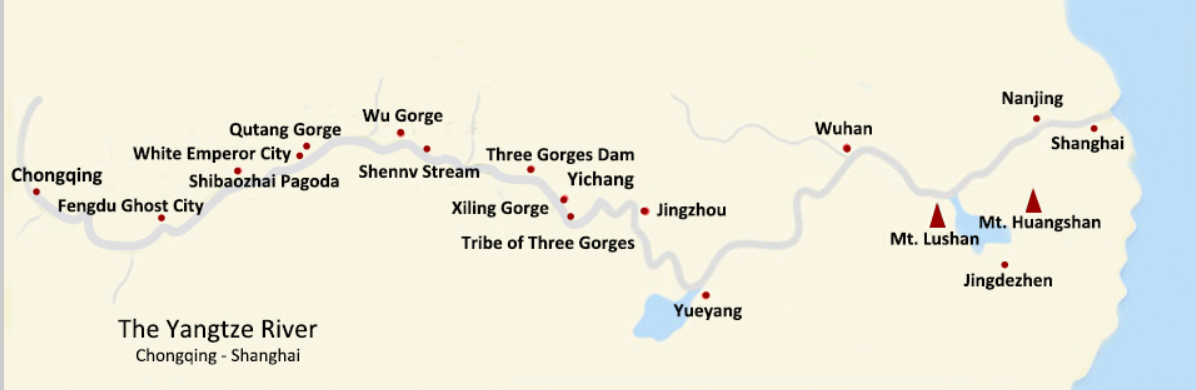 Nanjing
Wu Gorge
Qutang Gorge
Wuhan
Shanghai
White Emperor City
Three Gorges Dam
Shennv Stream
Chongqing
Shibaozhai Pagoda
Yichang
Fengdu Ghost City
Xiling Gorge
Jingzhou
Mt. Huangshan
Mt. Lushan
Tribe of Three Gorges
Jingdezhen
Yueyang
The Yangtze River
Chongqing - Shanghai